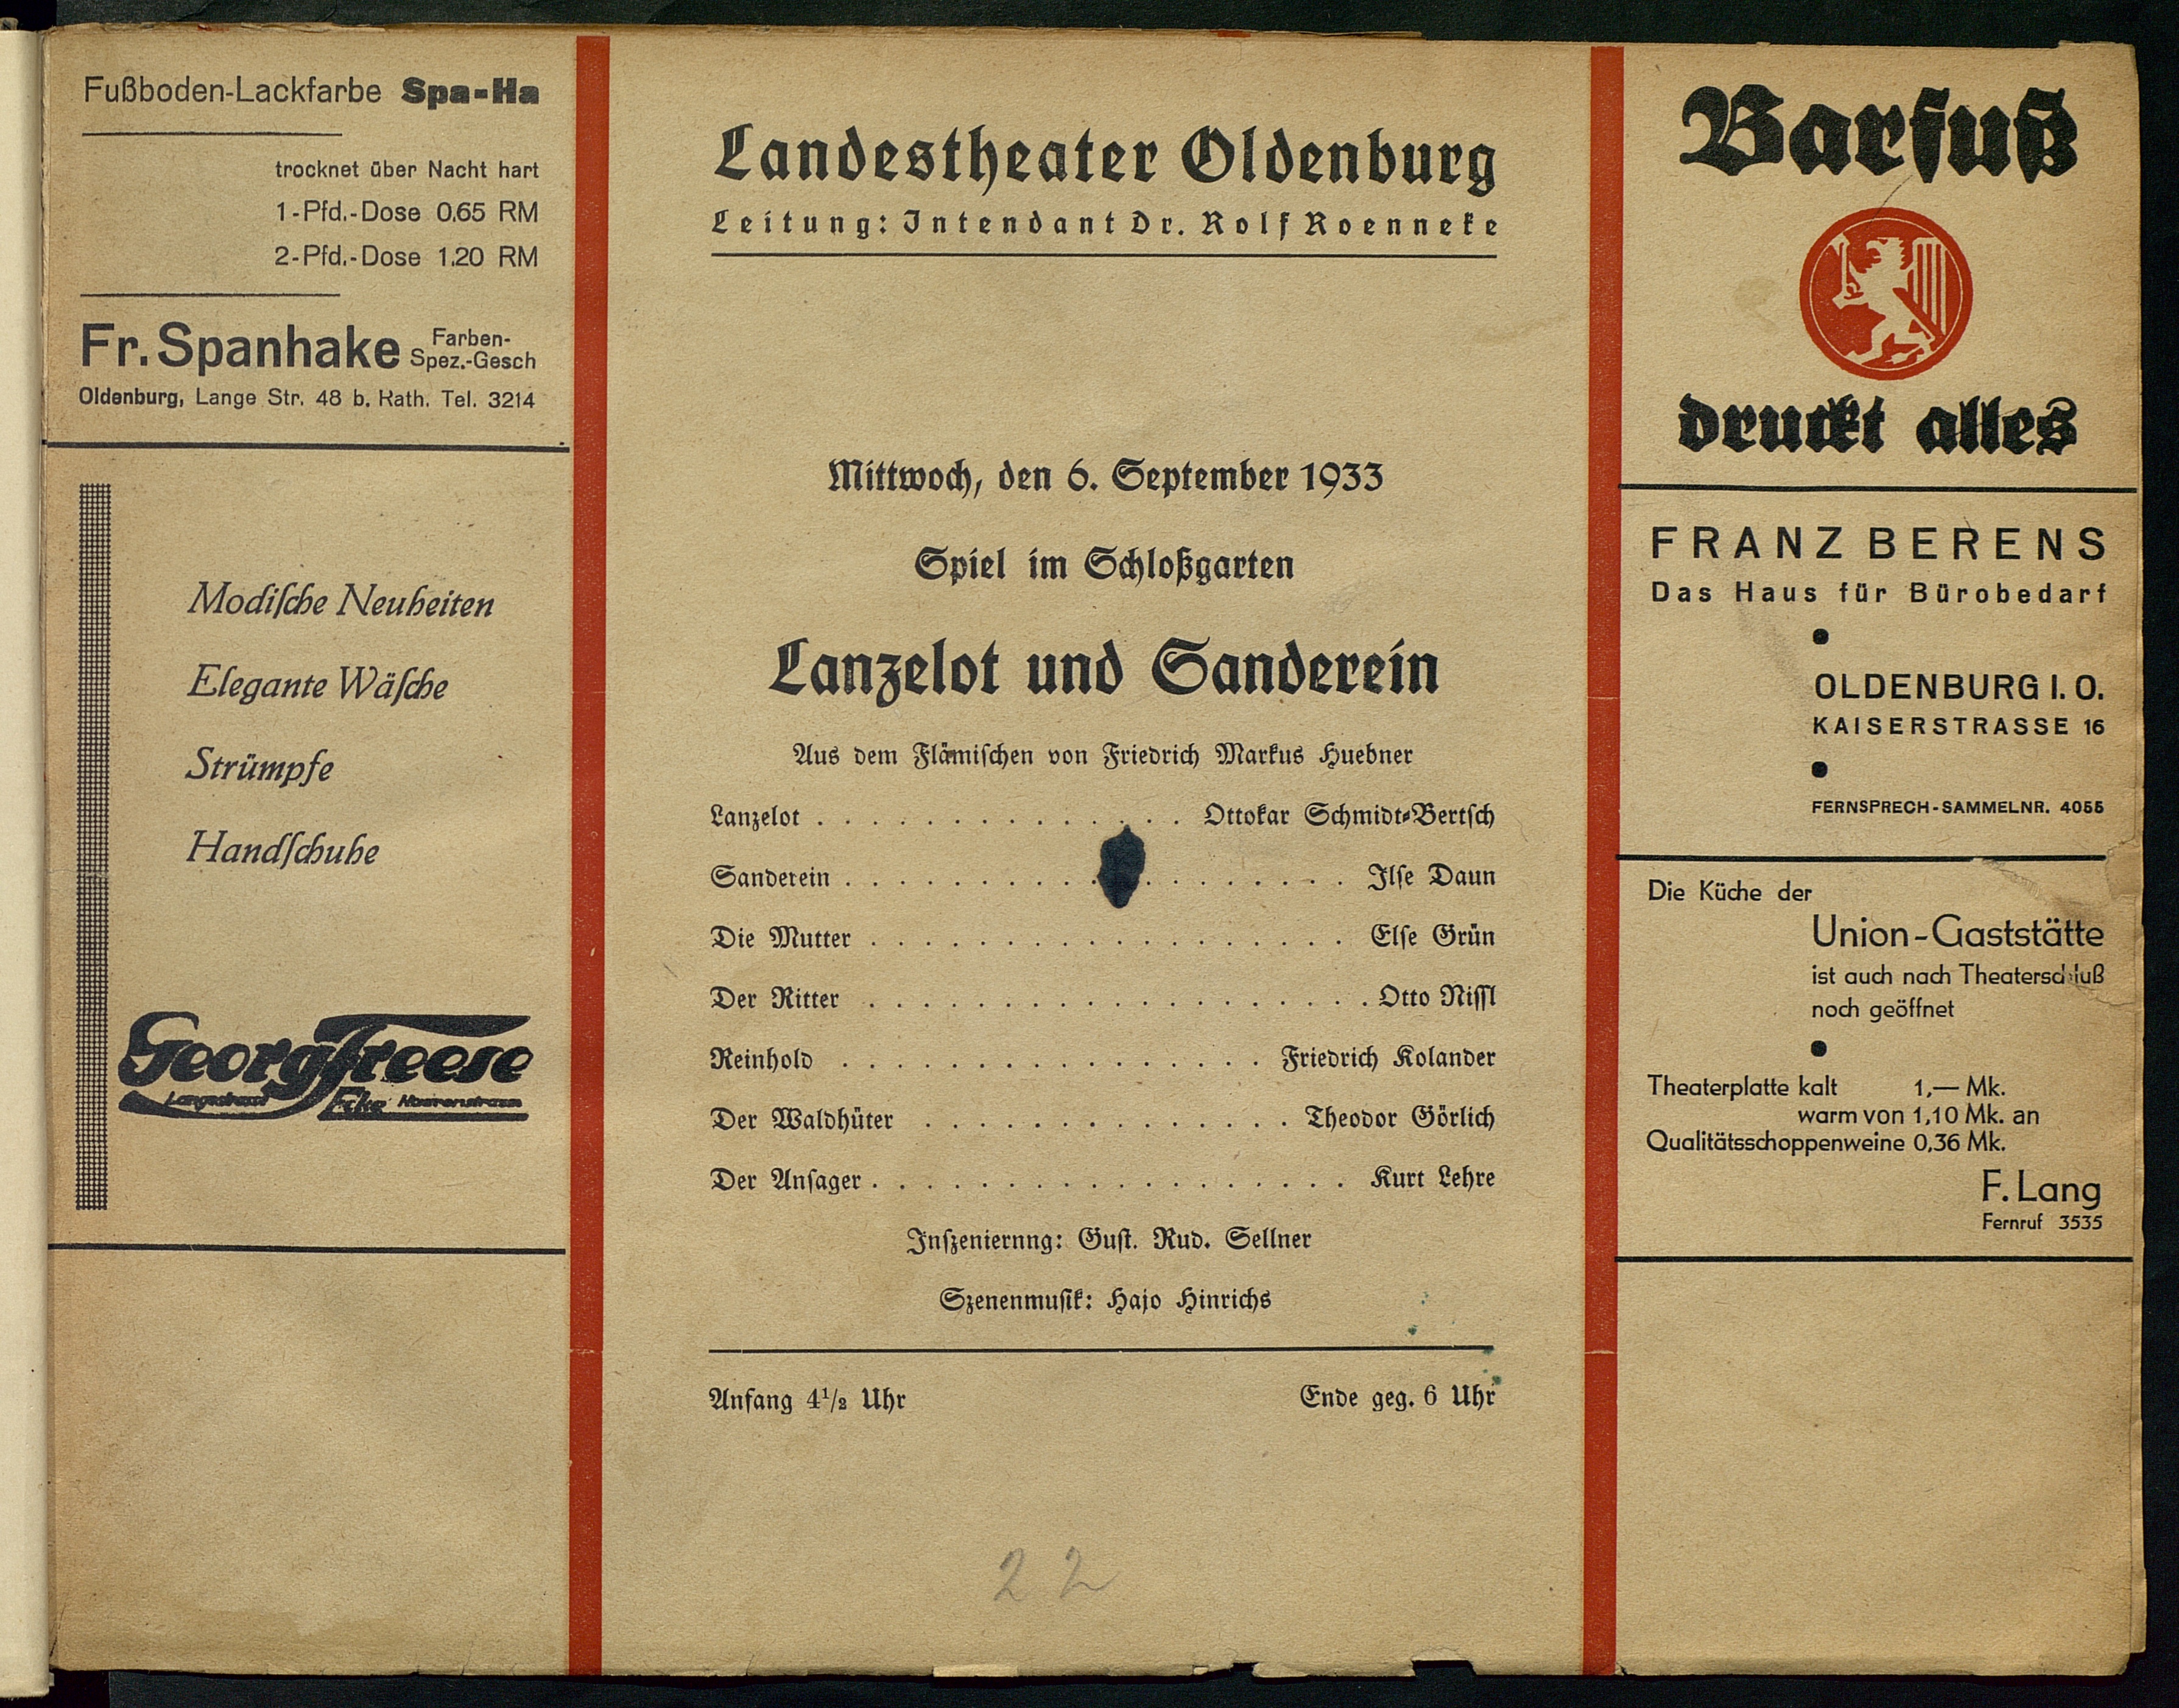 Fußboden-Lackfarbe Spa-Ha
trocknet über Nacht hart
1-Pfd.-Dose 0.65 RM
2-Pfd.-Dose 1.20 RM
Fr. Spanhake Farben-
Spez.-Gesch
Oldenburg, Lange Str. 48 b. Rath. Tel. 3214
Modische Neuheiten
Elegante Wäsche
Strümpfe
Handschuhe
Georg Freese
Langestrasse Ecke Haarenstrasse
Landestheater Oldenburg
Leitung: Intendant Dr. Rolf Roenneke
Mittwoch, den 6. September 1933
Spiel im Schloßgarten
Lanzelot und Sanderein
Aus dem Flämischen von Friedrich Markus Huebner
Lanzelot . . . . . . . . . . . . . . Ottokar Schmidt-Bertsch
Sanderein . . . . . . . . . . . . . . . . . . . Ilse Daun
Die Mutter . . . . . . . . . . . . . . . . . . Else Grün
Der Ritter . . . . . . . . . . . . . . . . . . . Otto Nissl
Reinhold . . . . . . . . . . . . . . . . Friedrich Kolander
Der Waldhüter . . . . . . . . . . . . . . Theodor Görlich
Der Ansager . . . . . . . . . . . . . . . . . . Kurt Lehre
Inszeniernng: Gust. Rud. Sellner
Szenenmusik: Hajo Hinrichs
Anfang 4½ Uhr Ende geg. 6 Uhr
22
Barfuß
druckt alles
FRANZ BERENS
Das Haus für Bürobedarf
OLDENBURG I. O.
KAISERSTRASSE 16
FERNSPRECH-SAMMELNR. 4055
Die Küche der
Union-Gaststätte
ist auch nach Theaterschluß
noch geöffnet
Theaterplatte kalt 1,— Mk.
warm von 1,10 Mk. an
Qualitätsschoppenweine 0,36 Mk.
F. Lang
Fernruf 3535